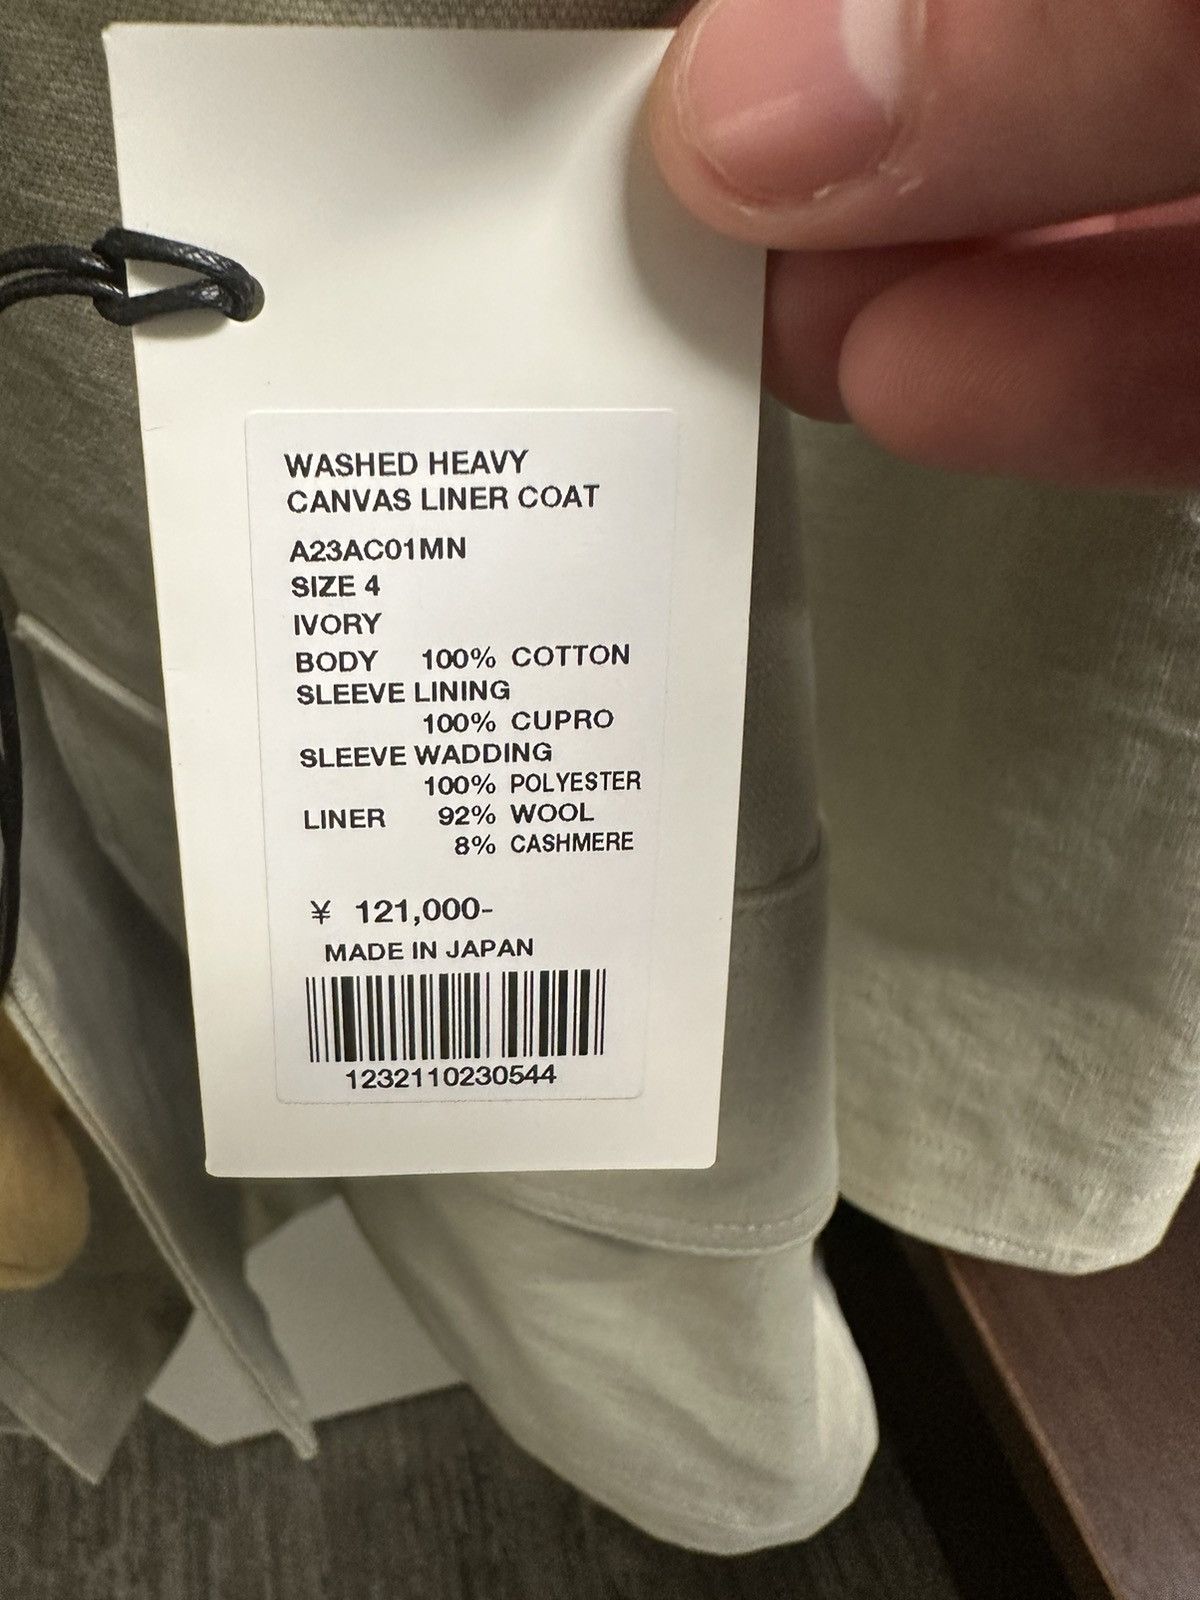 WASHED HEAVY
CANVAS LINER COAT
A23AC01MN
SIZE 4
IVORY
BODY 100% COTTON
SLEEVE LINING
100% CUPRO
SLEEVE WADDING
100% POLYESTER
LINER 92% WOOL
8% CASHMERE
¥ 121,000-
MADE IN JAPAN
1232110230544